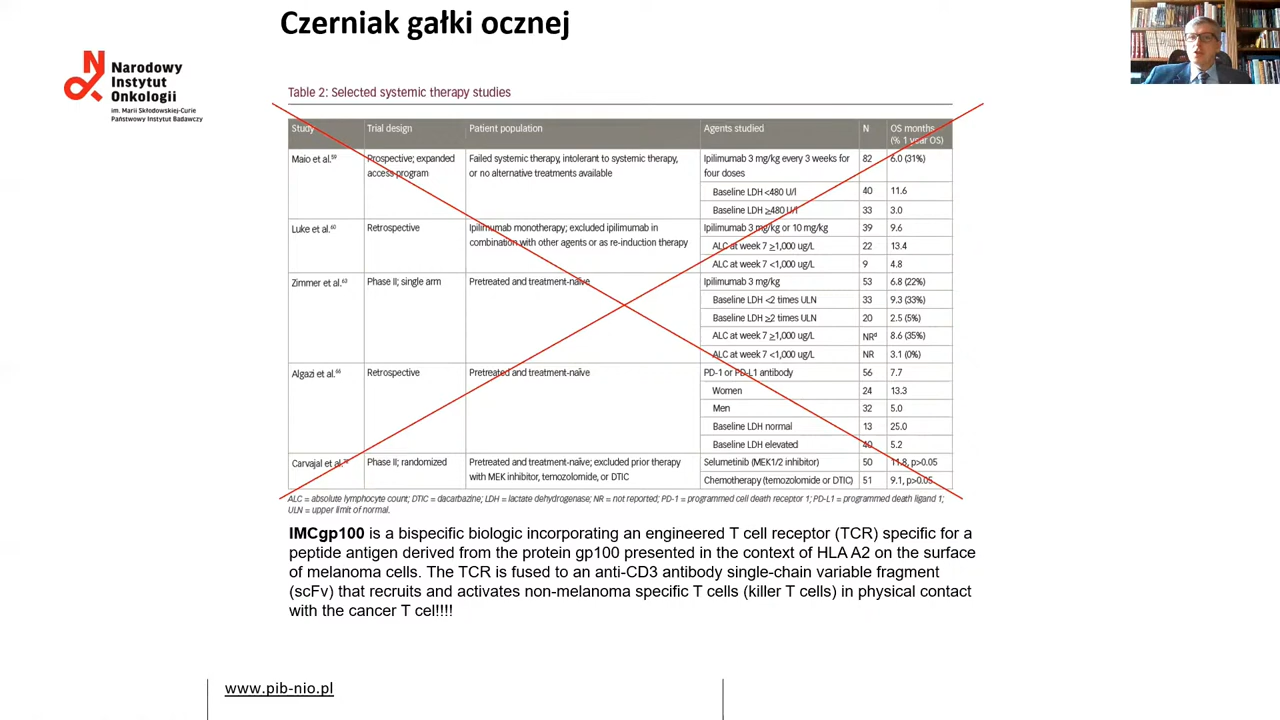 Czerniak gałki ocznej
Narodowy
Instytut
Onkologii
im. Marii Skłodowskiej-Curie
Państwowy Instytut Badawczy
Table 2: Selected systemic therapy studies
Study Trial design Patient population Agents studied N OS months (% 1 year OS)
Maio et al.59 Prospective; expanded access program Failed systemic therapy, intolerant to systemic therapy, or no alternative treatments available Ipilimumab 3 mg/kg every 3 weeks for four doses 82 6.0 (31%)
Baseline LDH <480 U/l 40 11.6
Baseline LDH ≥480 U/l 33 3.0
Luke et al.60 Retrospective Ipilimumab monotherapy; excluded ipilimumab in combination with other agents or as re-induction therapy Ipilimumab 3 mg/kg or 10 mg/kg 39 9.6
ALC at week 7 ≥1,000 ug/L 22 13.4
ALC at week 7 <1,000 ug/L 9 4.8
Zimmer et al.63 Phase II; single arm Pretreated and treatment-naïve Ipilimumab 3 mg/kg 53 6.8 (22%)
Baseline LDH <2 times ULN 33 9.3 (33%)
Baseline LDH ≥2 times ULN 20 2.5 (5%)
ALC at week 7 ≥1,000 ug/L NRᵈ 8.6 (35%)
ALC at week 7 <1,000 ug/L NR 3.1 (0%)
Algazi et al.66 Retrospective Pretreated and treatment-naïve PD-1 or PD-L1 antibody 56 7.7
Women 24 13.3
Men 32 5.0
Baseline LDH normal 13 25.0
Baseline LDH elevated 40 5.2
Carvajal et al. Phase II; randomized Pretreated and treatment-naïve; excluded prior therapy with MEK inhibitor, temozolomide, or DTIC Selumetinib (MEK1/2 inhibitor) 50 11.8, p>0.05
Chemotherapy (temozolomide or DTIC) 51 9.1, p>0.05
ALC = absolute lymphocyte count; DTIC = dacarbazine; LDH = lactate dehydrogenase; NR = not reported; PD-1 = programmed cell death receptor 1; PD-L1 = programmed death ligand 1;
ULN = upper limit of normal.
IMCgp100 is a bispecific biologic incorporating an engineered T cell receptor (TCR) specific for a
peptide antigen derived from the protein gp100 presented in the context of HLA A2 on the surface
of melanoma cells. The TCR is fused to an anti-CD3 antibody single-chain variable fragment
(scFv) that recruits and activates non-melanoma specific T cells (killer T cells) in physical contact
with the cancer T cel!!!!
www.pib-nio.pl